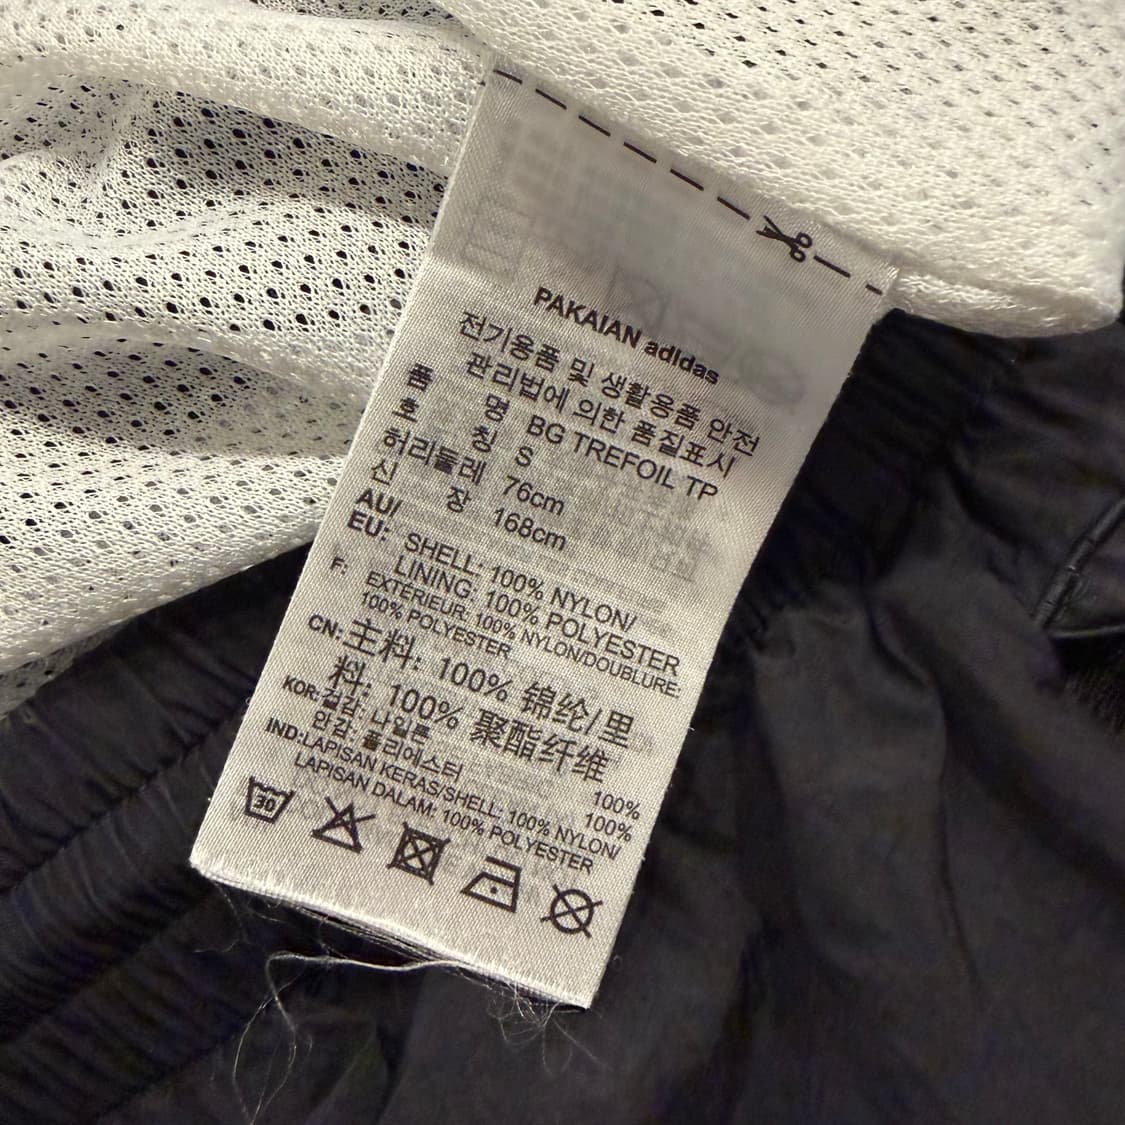 PAKAIAN adidas
전기용품 및 생활용품 안전
관리법에 의한 품질표시
품 명 BG TREFOIL TP
호 칭 S
허리둘레 76cm
신 장 168cm
AU/
EU: SHELL: 100% NYLON/
LINING: 100% POLYESTER
F: EXTÉRIEUR: 100% NYLON/DOUBLURE:
100% POLYESTER
CN: 主料: 100% 锦纶/里
料: 100% 聚酯纤维
KOR: 겉감: 나일론 100%
안감: 폴리에스터 100%
IND: LAPISAN KERAS/SHELL: 100% NYLON/
LAPISAN DALAM: 100% POLYESTER
30